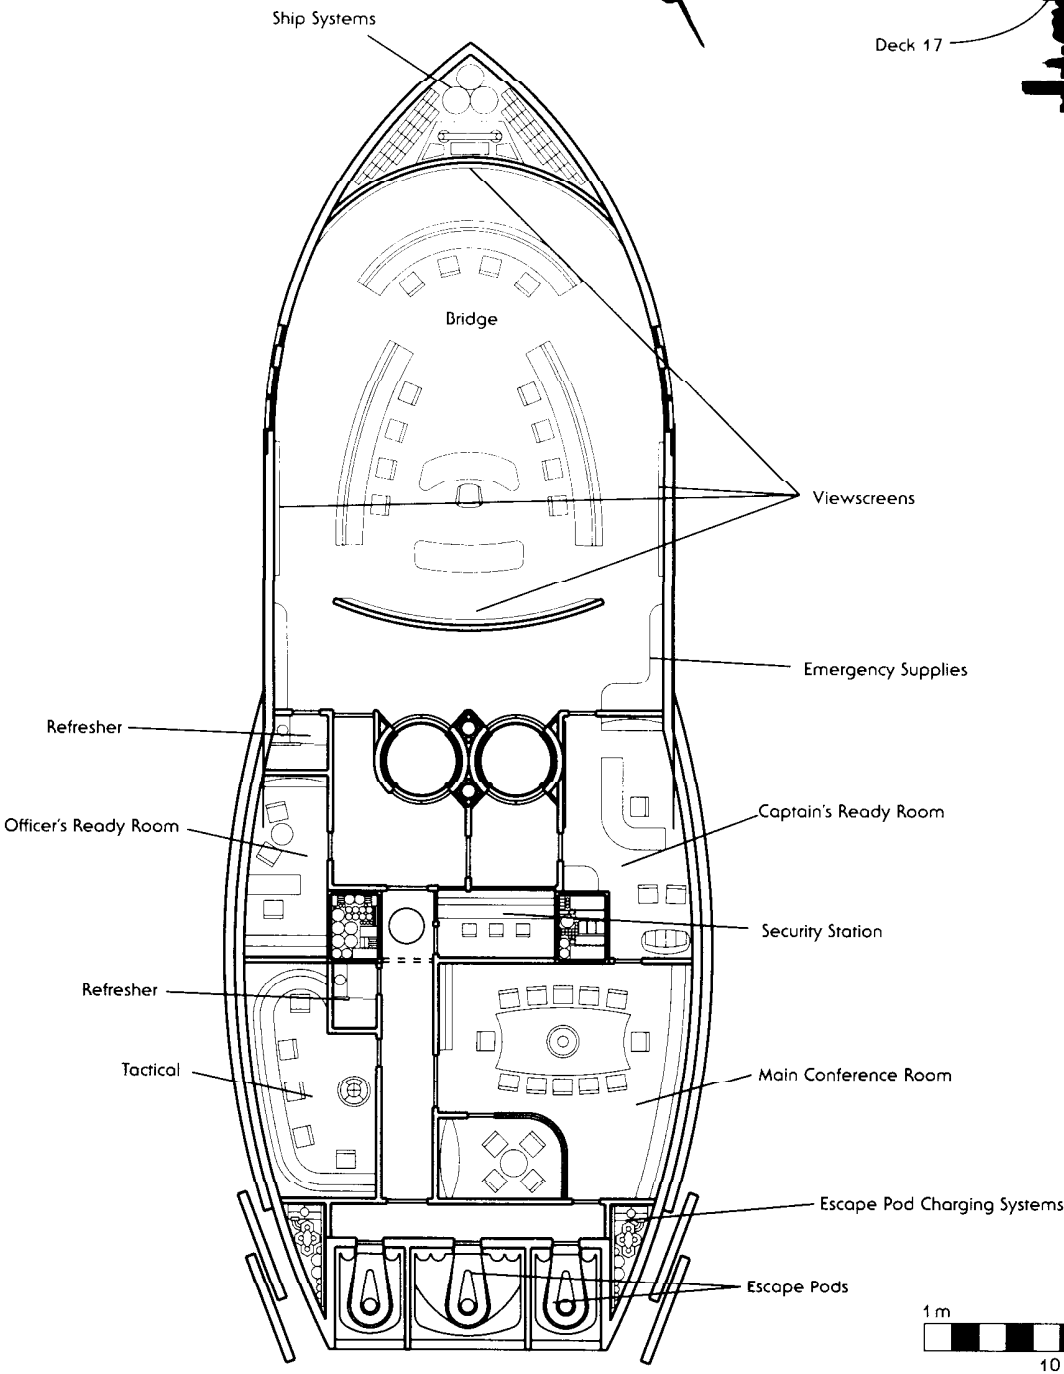 Ship Systems
Deck 17
Bridge
Viewscreens
Emergency Supplies
Refresher
Captain's Ready Room
Officer's Ready Room
Security Station
Refresher
Tactical
Main Conference Room
Escape Pod Charging Systems
Escape Pods
1 m
10